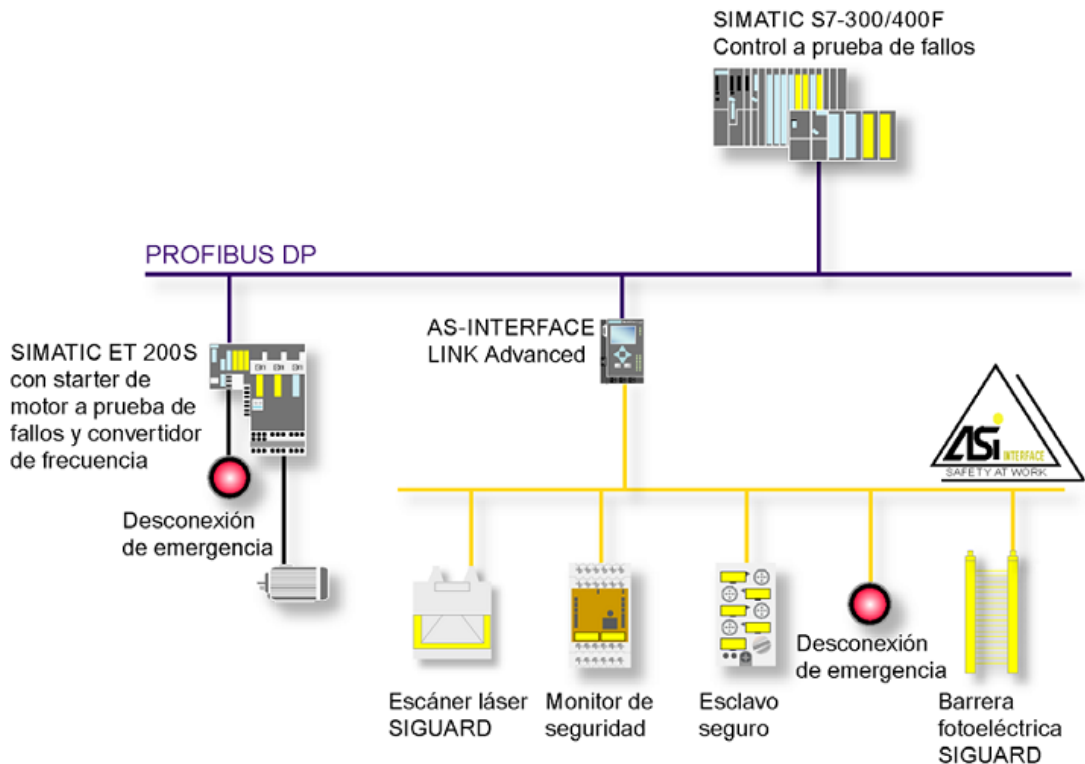 SIMATIC S7-300/400F
Control a prueba de fallos
PROFIBUS DP
AS-INTERFACE
LINK Advanced
SIMATIC ET 200S
con starter de
motor a prueba de
fallos y convertidor
de frecuencia
ASi INTERFACE
SAFETY AT WORK
Desconexión
de emergencia
Escáner láser
SIGUARD
Monitor de
seguridad
Esclavo
seguro
Desconexión
de emergencia
Barrera
fotoeléctrica
SIGUARD